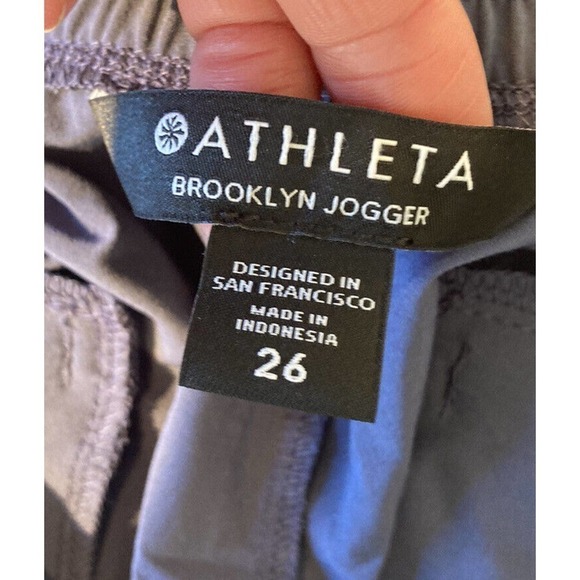 ATHLETA
BROOKLYN JOGGER
DESIGNED IN
SAN FRANCISCO
MADE IN
INDONESIA
26